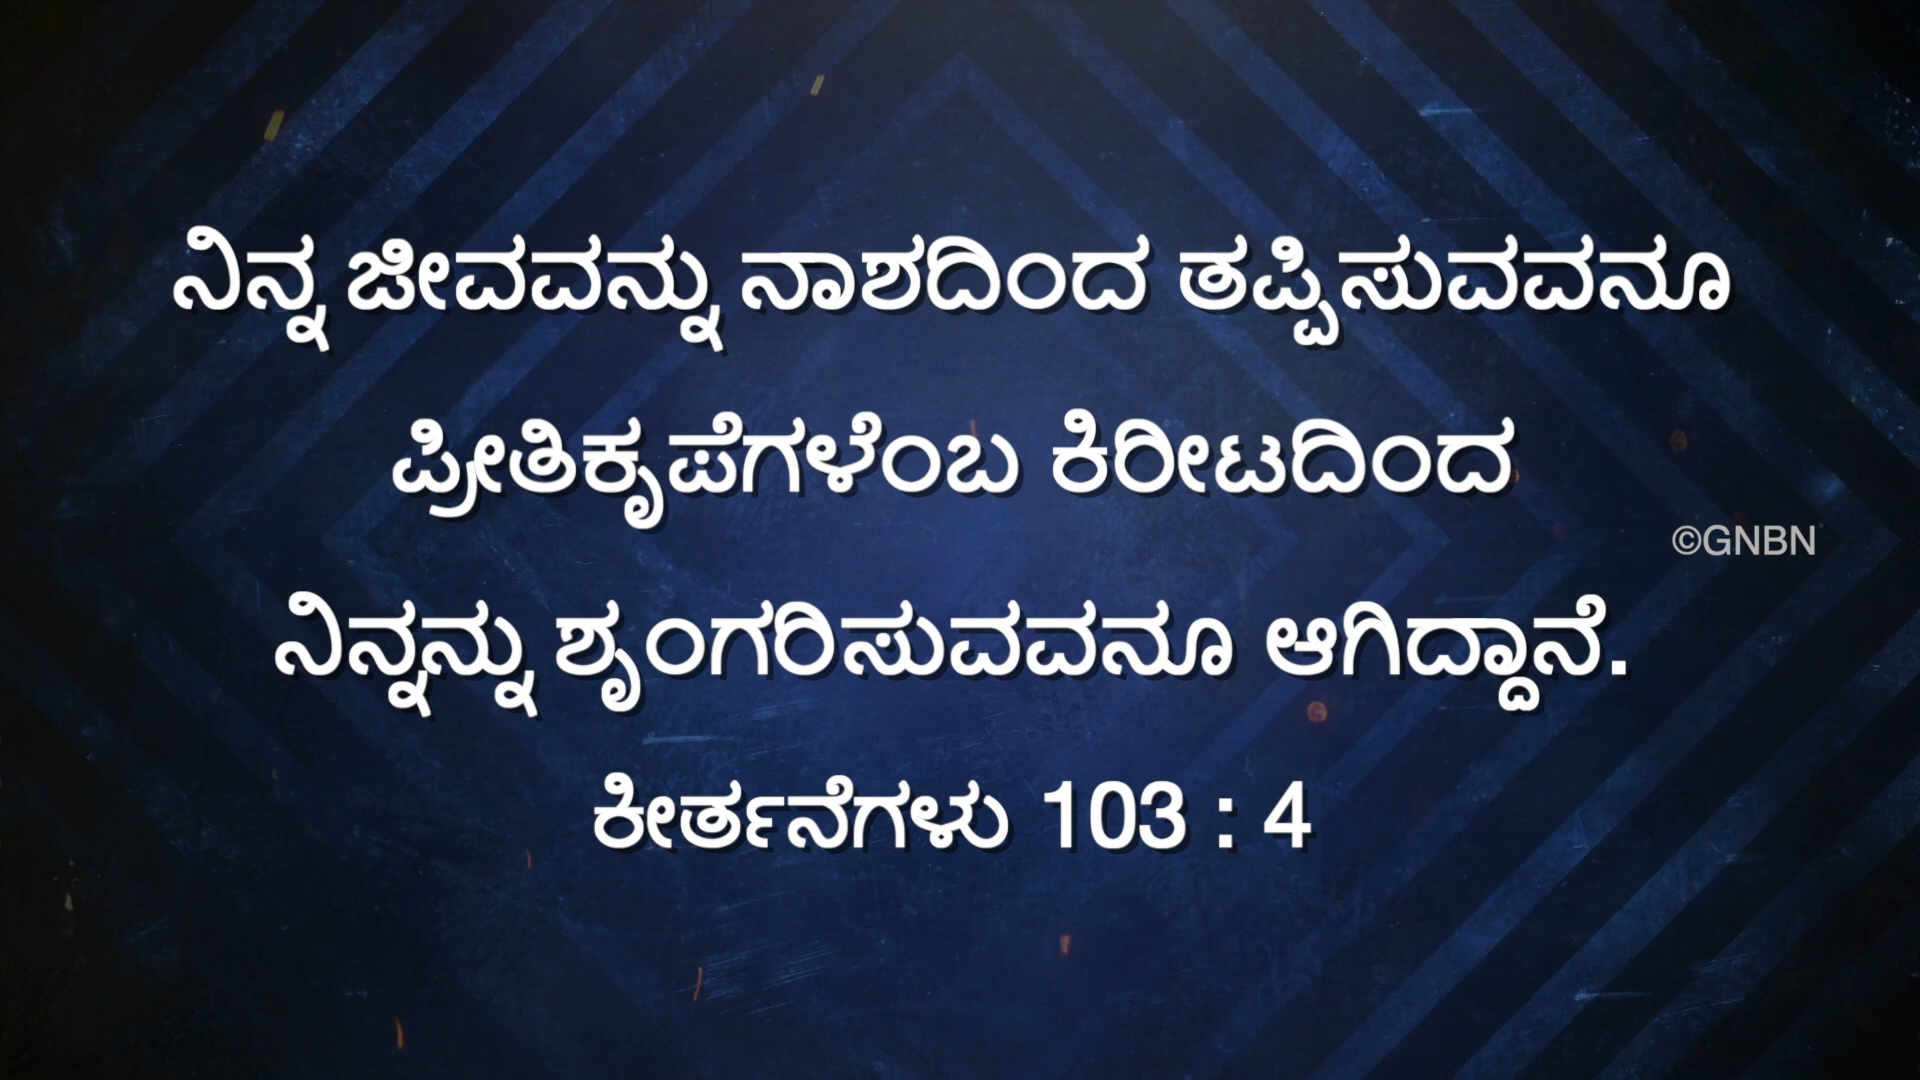 ನಿನ್ನ ಜೀವವನ್ನು ನಾಶದಿಂದ ತಪ್ಪಿಸುವವನೂ
ಪ್ರೀತಿಕೃಪೆಗಳೆಂಬ ಕಿರೀಟದಿಂದ
©GNBN
ನಿನ್ನನ್ನು ಶೃಂಗರಿಸುವವನೂ ಆಗಿದ್ದಾನೆ.
ಕೀರ್ತನೆಗಳು 103 : 4